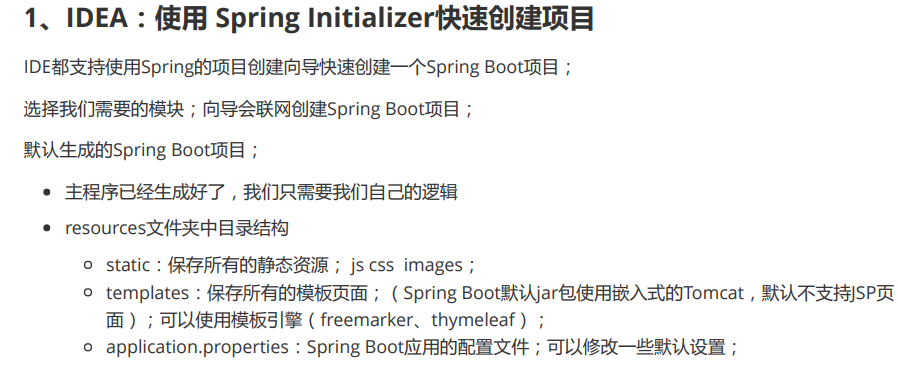 1、IDEA：使用 Spring Initializer快速创建项目
IDE都支持使用Spring的项目创建向导快速创建一个Spring Boot项目；
选择我们需要的模块；向导会联网创建Spring Boot项目；
默认生成的Spring Boot项目；
主程序已经生成好了，我们只需要我们自己的逻辑
resources文件夹中目录结构
static：保存所有的静态资源； js css images；
templates：保存所有的模板页面；（Spring Boot默认jar包使用嵌入式的Tomcat，默认不支持JSP页
面）；可以使用模板引擎（freemarker、thymeleaf）；
application.properties：Spring Boot应用的配置文件；可以修改一些默认设置；